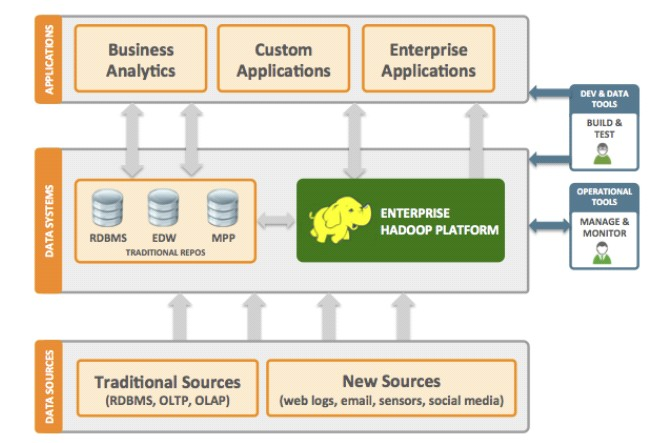 APPLICATIONS
Business
Analytics
Custom
Applications
Enterprise
Applications
DEV & DATA
TOOLS
BUILD &
TEST
DATA SYSTEMS
RDBMS
EDW
MPP
TRADITIONAL REPOS
ENTERPRISE
HADOOP PLATFORM
OPERATIONAL
TOOLS
MANAGE &
MONITOR
DATA SOURCES
Traditional Sources
(RDBMS, OLTP, OLAP)
New Sources
(web logs, email, sensors, social media)